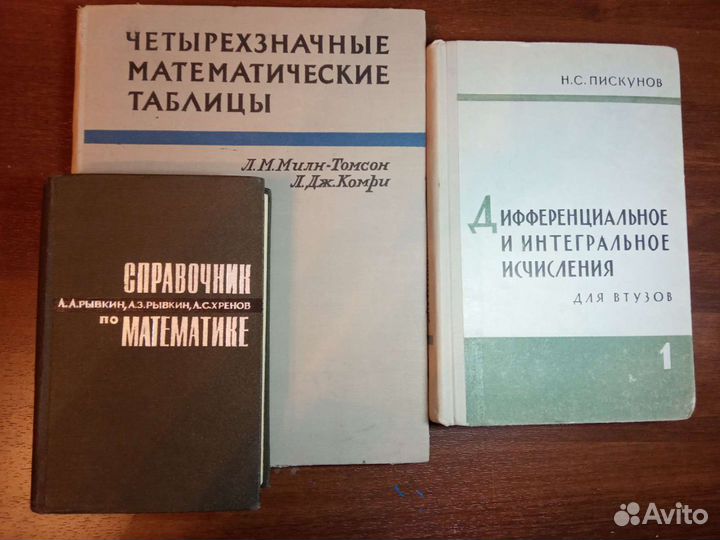 ЧЕТЫРЕХЗНАЧНЫЕ
МАТЕМАТИЧЕСКИЕ
ТАБЛИЦЫ
Л.М.Милн-Томсон
Л.Дж.Комри
Н.С.ПИСКУНОВ
ДИФФЕРЕНЦИАЛЬНОЕ
И ИНТЕГРАЛЬНОЕ
ИСЧИСЛЕНИЯ
ДЛЯ ВТУЗОВ
1
СПРАВОЧНИК
А.А.РЫВКИН, А.З.РЫВКИН, Л.С.ХРЕНОВ
ПО МАТЕМАТИКЕ
Avito